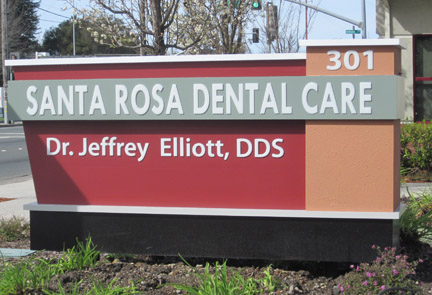 301
SANTA ROSA DENTAL CARE
Dr. Jeffrey Elliott, DDS